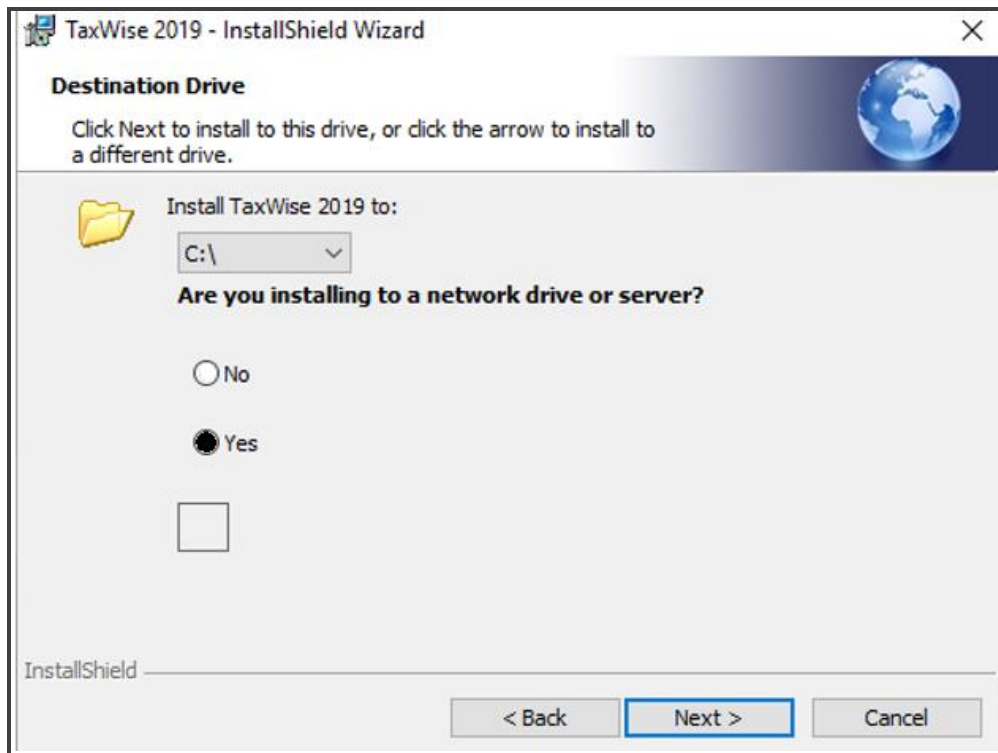 TaxWise 2019 - InstallShield Wizard
Destination Drive
Click Next to install to this drive, or click the arrow to install to
a different drive.
Install TaxWise 2019 to:
C:\
Are you installing to a network drive or server?
No
Yes
InstallShield
< Back
Next >
Cancel